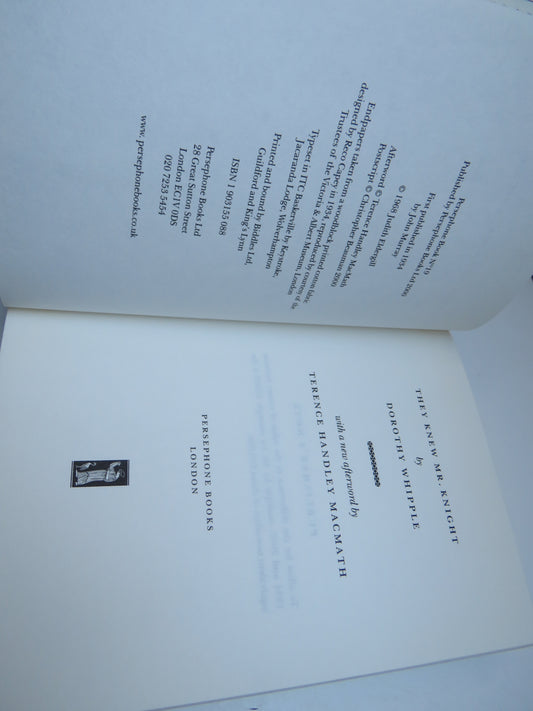 Persephone Book Nº19
Published by Persephone Books Ltd 2000
First published in 1934
by John Murray
© 1968 Judith Eldergill
Afterword © Terence Handley MacMath
Postscript © Christopher Beauman 2000
Endpapers taken from a woodblock printed cotton fabric
designed by Reco Capey in 1934, reproduced by courtesy of the
Trustees of the Victoria & Albert Museum, London
Typeset in ITC Baskerville by Keystroke,
Jacaranda Lodge, Wolverhampton
Printed and bound by Biddles Ltd,
Guildford and King's Lynn
ISBN 1 903155 088
Persephone Books Ltd
28 Great Sutton Street
London EC1V 0DS
020 7253 5454
www.persephonebooks.co.uk
THEY KNEW MR. KNIGHT
by
DOROTHY WHIPPLE
with a new afterword by
TERENCE HANDLEY MACMATH
PERSEPHONE BOOKS
LONDON